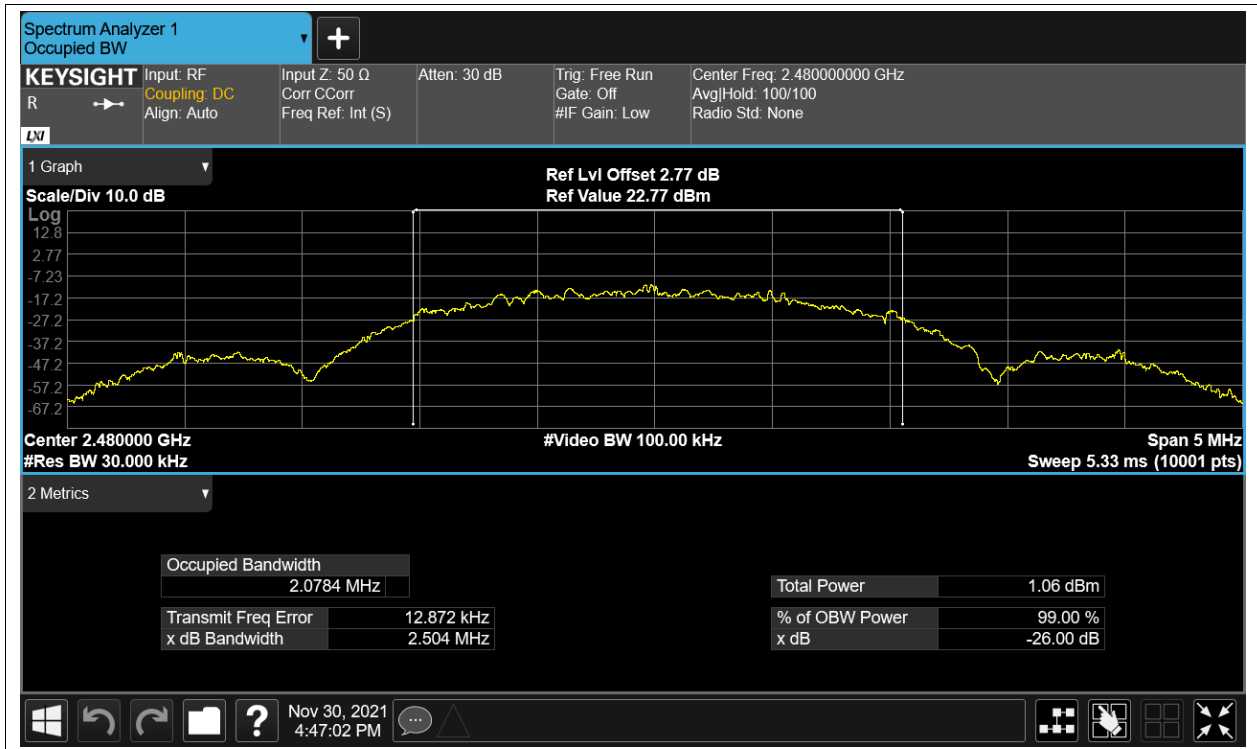 Spectrum Analyzer 1
Occupied BW
KEYSIGHT Input: RF Input Z: 50 Ω Atten: 30 dB Trig: Free Run Center Freq: 2.480000000 GHz
R Coupling: DC Corr CCorr Gate: Off Avg|Hold: 100/100
Align: Auto Freq Ref: Int (S) #IF Gain: Low Radio Std: None
LXI
1 Graph
Ref Lvl Offset 2.77 dB
Scale/Div 10.0 dB Ref Value 22.77 dBm
Log
12.8
2.77
-7.23
-17.2
-27.2
-37.2
-47.2
-57.2
-67.2
Center 2.480000 GHz #Video BW 100.00 kHz Span 5 MHz
#Res BW 30.000 kHz Sweep 5.33 ms (10001 pts)
2 Metrics
Occupied Bandwidth
2.0784 MHz Total Power 1.06 dBm
Transmit Freq Error 12.872 kHz % of OBW Power 99.00 %
x dB Bandwidth 2.504 MHz x dB -26.00 dB
? Nov 30, 2021
4:47:02 PM